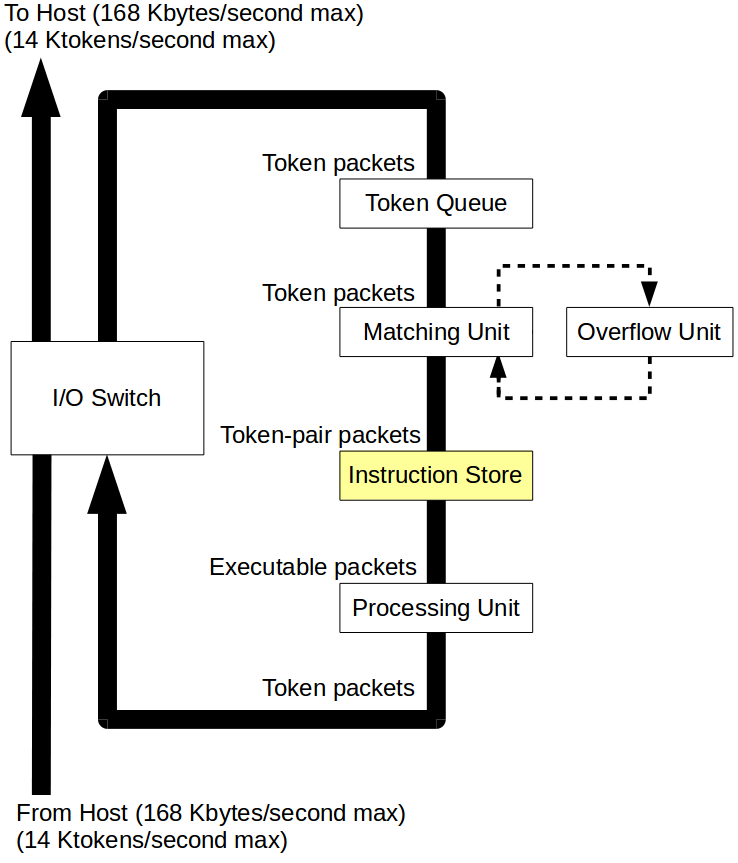 To Host (168 Kbytes/second max)
(14 Ktokens/second max)
Token packets
Token Queue
Token packets
Matching Unit
Overflow Unit
I/O Switch
Token-pair packets
Instruction Store
Executable packets
Processing Unit
Token packets
From Host (168 Kbytes/second max)
(14 Ktokens/second max)